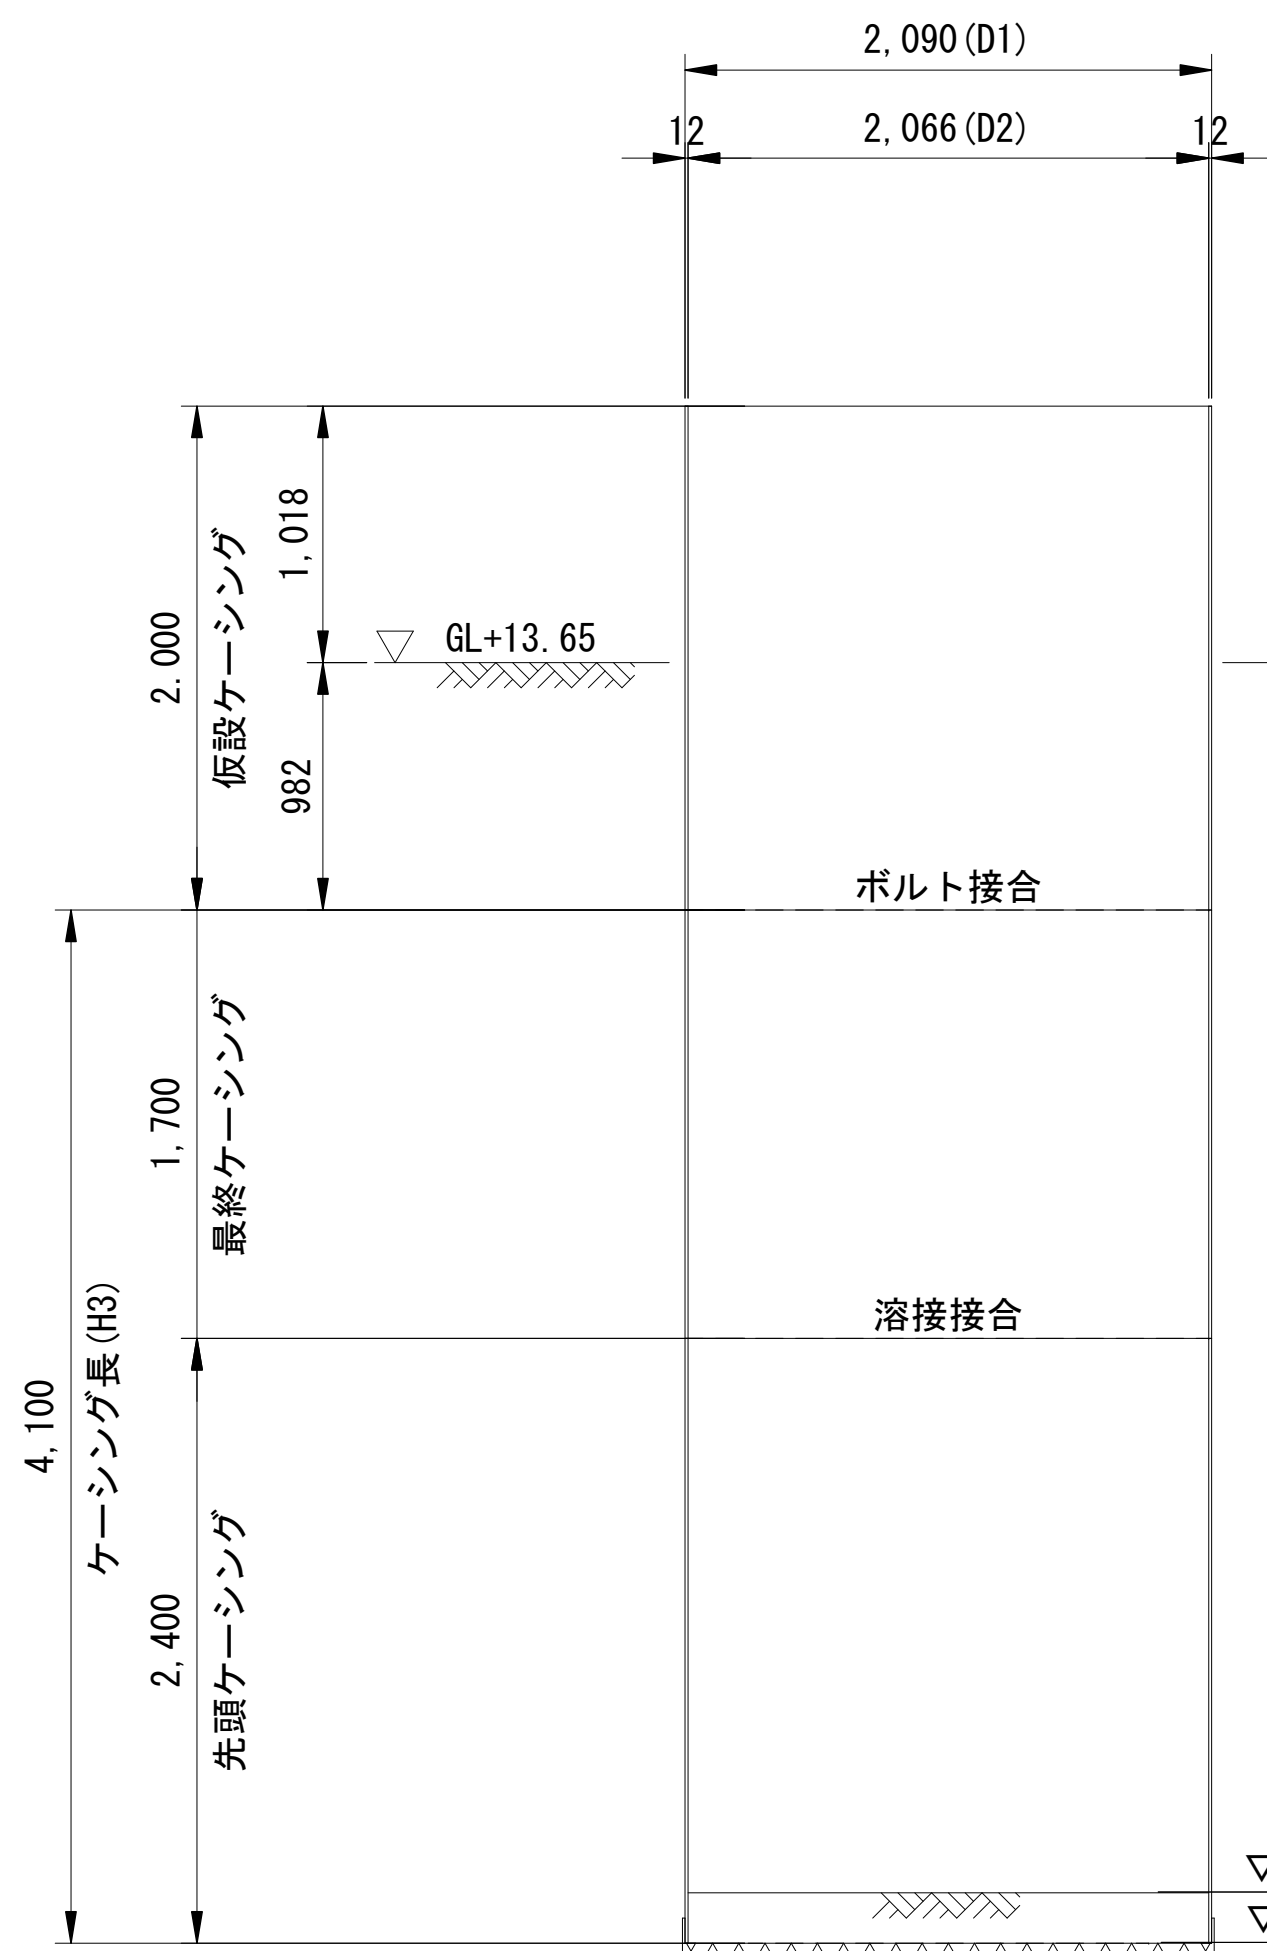 2,090(D1)
12
2,066(D2)
12
2.000
仮設ケーシング
1,018
GL+13.65
982
ボルト接合
1,700
最終ケーシング
溶接接合
4,100
ケーシング長(H3)
2,400
先頭ケーシング